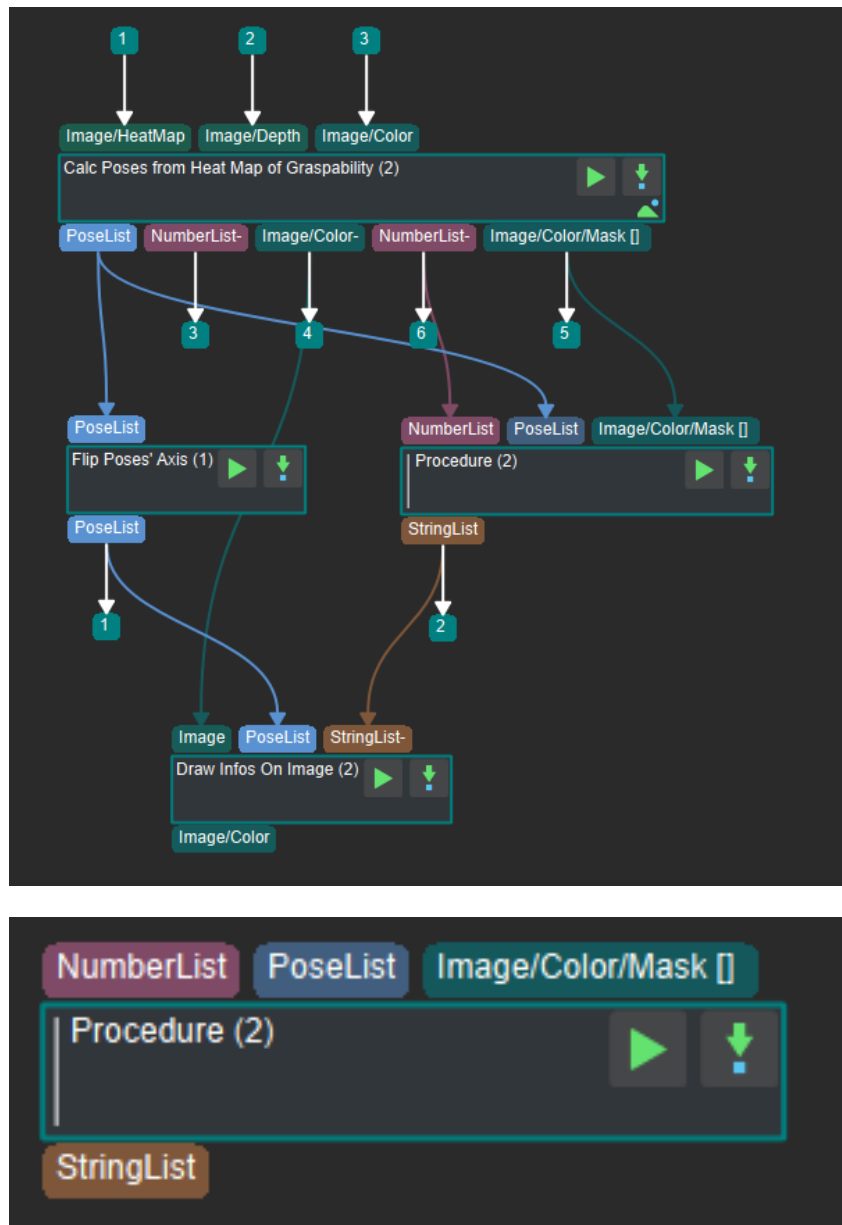 1 2 3
Image/HeatMap Image/Depth Image/Color
Calc Poses from Heat Map of Graspability (2)
PoseList NumberList- Image/Color- NumberList- Image/Color/Mask []
3 4 6 5
PoseList NumberList PoseList Image/Color/Mask []
Flip Poses' Axis (1) Procedure (2)
PoseList StringList
1 2
Image PoseList StringList-
Draw Infos On Image (2)
Image/Color
NumberList PoseList Image/Color/Mask []
Procedure (2)
StringList